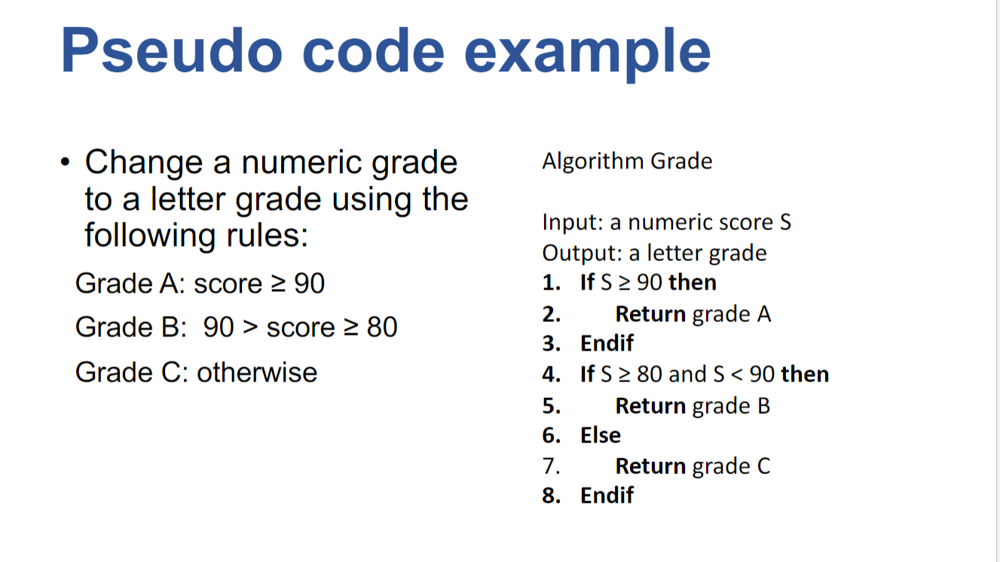 Pseudo code example
• Change a numeric grade
to a letter grade using the
following rules:
Grade A: score ≥ 90
Grade B:  90 > score ≥ 80
Grade C: otherwise
Algorithm Grade
Input: a numeric score S
Output: a letter grade
1. If S ≥ 90 then
2. Return grade A
3. Endif
4. If S ≥ 80 and S < 90 then
5. Return grade B
6. Else
7. Return grade C
8. Endif